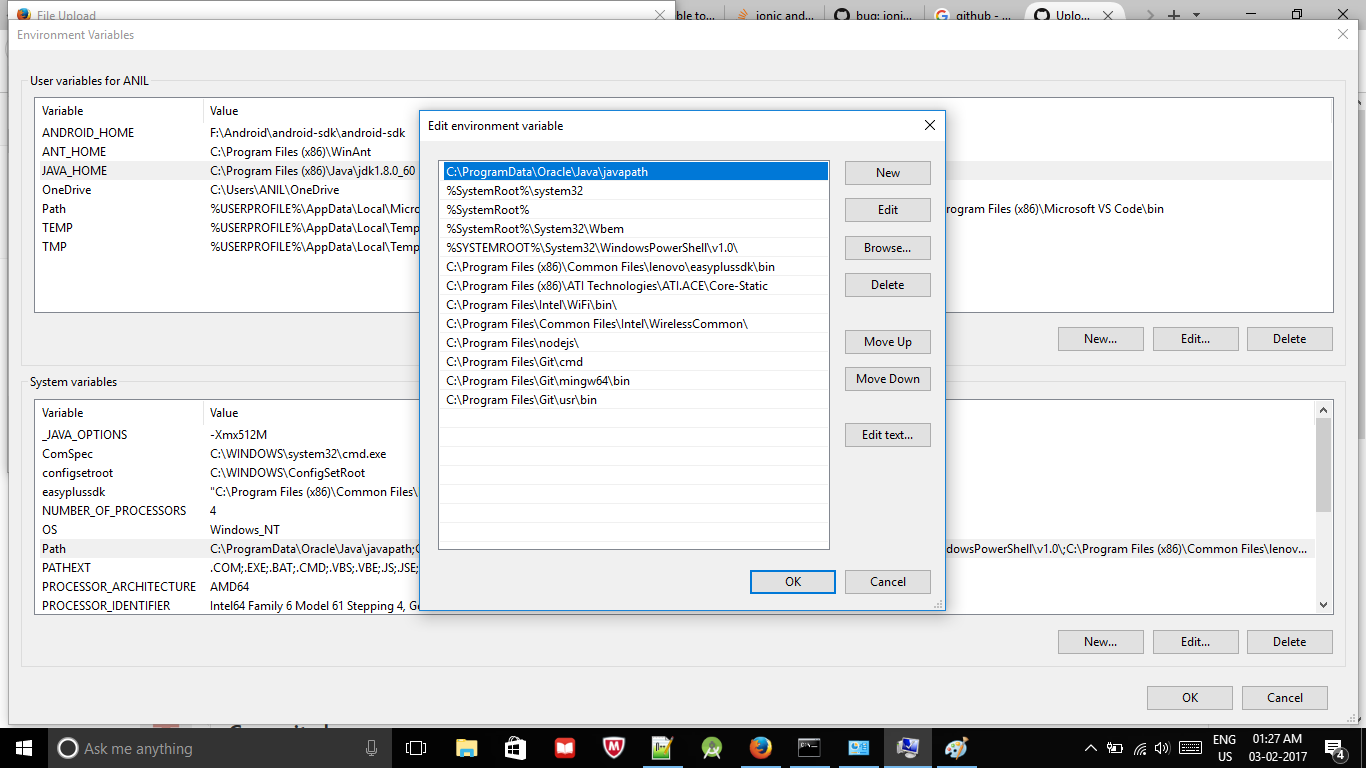 File Upload
ble to...
ionic and...
bug: ioni...
github - ...
Uplo...
Environment Variables
User variables for ANIL
Variable Value
ANDROID_HOME F:\Android\android-sdk\android-sdk
ANT_HOME C:\Program Files (x86)\WinAnt
JAVA_HOME C:\Program Files (x86)\Java\jdk1.8.0_60
OneDrive C:\Users\ANIL\OneDrive
Path %USERPROFILE%\AppData\Local\Micro rogram Files (x86)\Microsoft VS Code\bin
TEMP %USERPROFILE%\AppData\Local\Temp
TMP %USERPROFILE%\AppData\Local\Temp
New... Edit... Delete
Edit environment variable
C:\ProgramData\Oracle\Java\javapath
%SystemRoot%\system32
%SystemRoot%
%SystemRoot%\System32\Wbem
%SYSTEMROOT%\System32\WindowsPowerShell\v1.0\
C:\Program Files (x86)\Common Files\lenovo\easyplussdk\bin
C:\Program Files (x86)\ATI Technologies\ATI.ACE\Core-Static
C:\Program Files\Intel\WiFi\bin\
C:\Program Files\Common Files\Intel\WirelessCommon\
C:\Program Files\nodejs\
C:\Program Files\Git\cmd
C:\Program Files\Git\mingw64\bin
C:\Program Files\Git\usr\bin
New
Edit
Browse...
Delete
Move Up
Move Down
Edit text...
OK Cancel
System variables
Variable Value
_JAVA_OPTIONS -Xmx512M
ComSpec C:\WINDOWS\system32\cmd.exe
configsetroot C:\WINDOWS\ConfigSetRoot
easyplussdk "C:\Program Files (x86)\Common Files\
NUMBER_OF_PROCESSORS 4
OS Windows_NT
Path C:\ProgramData\Oracle\Java\javapath;C dowsPowerShell\v1.0\;C:\Program Files (x86)\Common Files\lenov...
PATHEXT .COM;.EXE;.BAT;.CMD;.VBS;.VBE;.JS;.JSE;
PROCESSOR_ARCHITECTURE AMD64
PROCESSOR_IDENTIFIER Intel64 Family 6 Model 61 Stepping 4, Ge
New... Edit... Delete
OK Cancel
Ask me anything
ENG
US
01:27 AM
03-02-2017
4